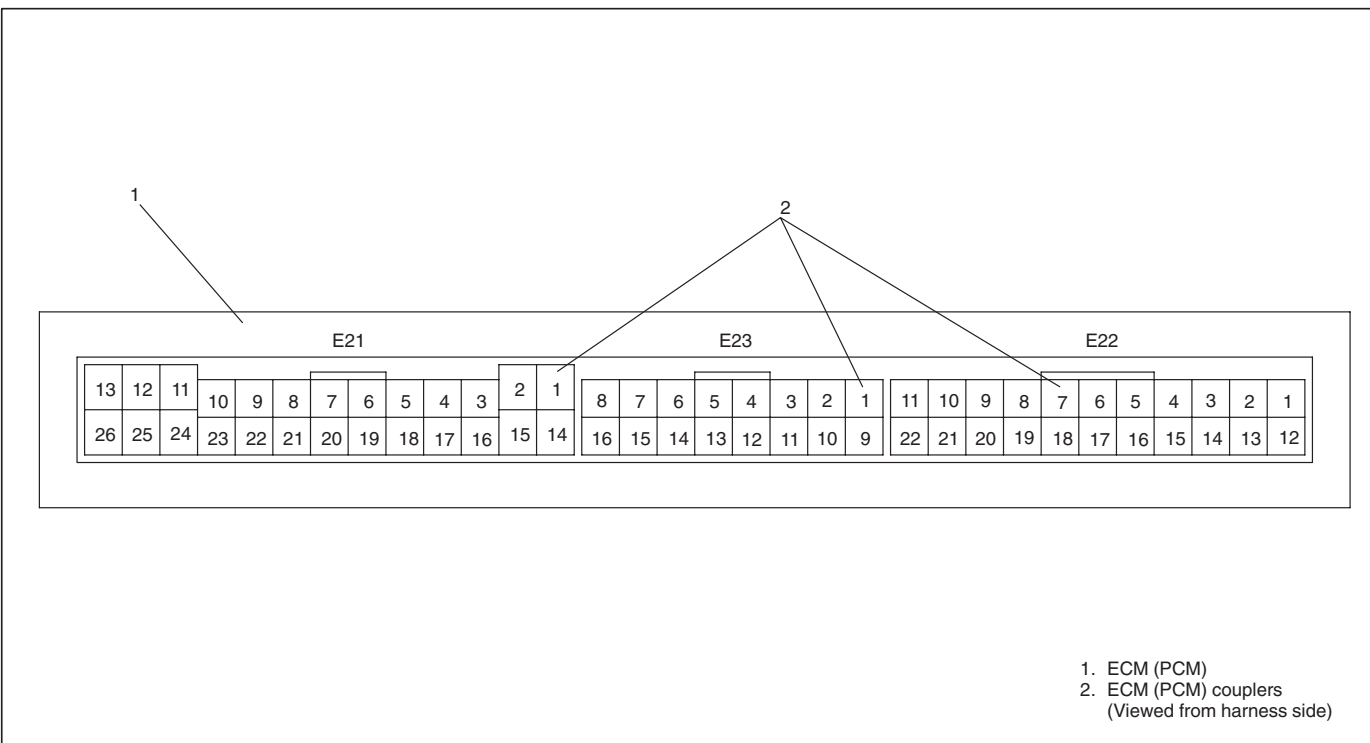 1
2
E21 E23 E22
13 12 11 10 9 8 7 6 5 4 3 2 1 8 7 6 5 4 3 2 1 11 10 9 8 7 6 5 4 3 2 1
26 25 24 23 22 21 20 19 18 17 16 15 14 16 15 14 13 12 11 10 9 22 21 20 19 18 17 16 15 14 13 12
1. ECM (PCM)
2. ECM (PCM) couplers
(Viewed from harness side)